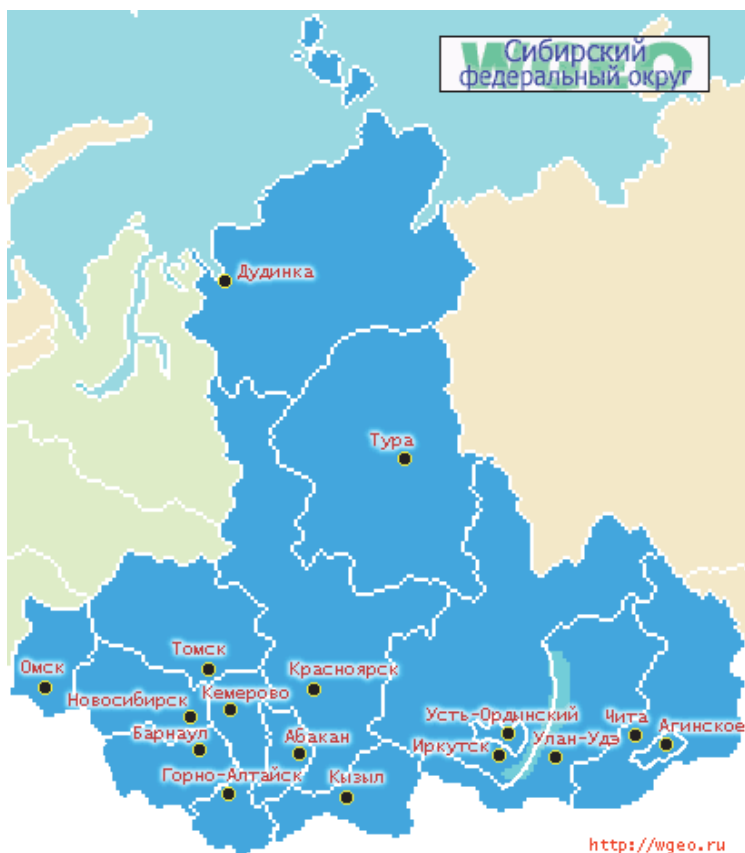 WGEO
Сибирский
федеральный округ
Дудинка
Тура
Томск
Омск
Красноярск
Новосибирск
Кемерово
Усть-Ордынский
Чита
Агинское
Барнаул
Абакан
Иркутск
Улан-Удэ
Горно-Алтайск
Кызыл
http://wgeo.ru